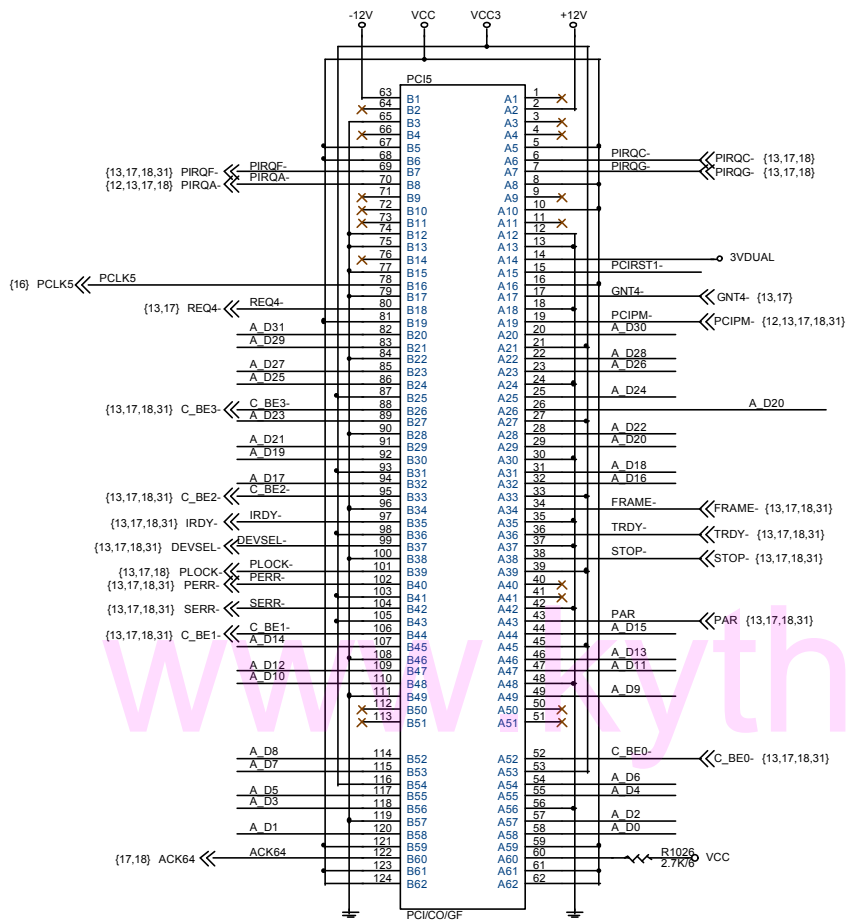 -12V VCC VCC3 +12V
PCI5
63 B1 A1 1
64 B2 A2 2
65 B3 A3 3
66 B4 A4 4
67 B5 A5 5
68 B6 A6 6 PIRQC- PIRQC- {13,17,18}
{13,17,18,31} PIRQF- PIRQF- 69 B7 A7 7 PIRQG- PIRQG- {13,17,18}
{12,13,17,18} PIRQA- PIRQA- 70 B8 A8 8
71 B9 A9 9
72 B10 A10 10
73 B11 A11 11
74 B12 A12 12
75 B13 A13 13
76 B14 A14 14 3VDUAL
77 B15 A15 15 PCIRST1-
{16} PCLK5 PCLK5 78 B16 A16 16
79 B17 A17 17 GNT4- GNT4- {13,17}
{13,17} REQ4- REQ4- 80 B18 A18 18
81 B19 A19 19 PCIPM- PCIPM- {12,13,17,18,31}
A_D31 82 B20 A20 20 A_D30
A_D29 83 B21 A21 21
84 B22 A22 22 A_D28
A_D27 85 B23 A23 23 A_D26
A_D25 86 B24 A24 24
87 B25 A25 25 A_D24
{13,17,18,31} C_BE3- C_BE3- 88 B26 A26 26 A_D20
A_D23 89 B27 A27 27
90 B28 A28 28 A_D22
A_D21 91 B29 A29 29 A_D20
A_D19 92 B30 A30 30
93 B31 A31 31 A_D18
A_D17 94 B32 A32 32 A_D16
{13,17,18,31} C_BE2- C_BE2- 95 B33 A33 33
96 B34 A34 34 FRAME- FRAME- {13,17,18,31}
{13,17,18,31} IRDY- IRDY- 97 B35 A35 35
98 B36 A36 36 TRDY- TRDY- {13,17,18,31}
{13,17,18,31} DEVSEL- DEVSEL- 99 B37 A37 37
100 B38 A38 38 STOP- STOP- {13,17,18,31}
{13,17,18} PLOCK- PLOCK- 101 B39 A39 39
{13,17,18,31} PERR- PERR- 102 B40 A40 40
103 B41 A41 41
{13,17,18,31} SERR- SERR- 104 B42 A42 42
105 B43 A43 43 PAR PAR {13,17,18,31}
{13,17,18,31} C_BE1- C_BE1- 106 B44 A44 44 A_D15
A_D14 107 B45 A45 45
108 B46 A46 46 A_D13
A_D12 109 B47 A47 47 A_D11
A_D10 110 B48 A48 48
111 B49 A49 49 A_D9
112 B50 A50 50
113 B51 A51 51
www.kyth
A_D8 114 B52 A52 52 C_BE0- C_BE0- {13,17,18,31}
A_D7 115 B53 A53 53
116 B54 A54 54 A_D6
A_D5 117 B55 A55 55 A_D4
A_D3 118 B56 A56 56
119 B57 A57 57 A_D2
A_D1 120 B58 A58 58 A_D0
121 B59 A59 59
{17,18} ACK64 ACK64 122 B60 A60 60 R1026 VCC
2.7K/6
123 B61 A61 61
124 B62 A62 62
PCI/CO/GF